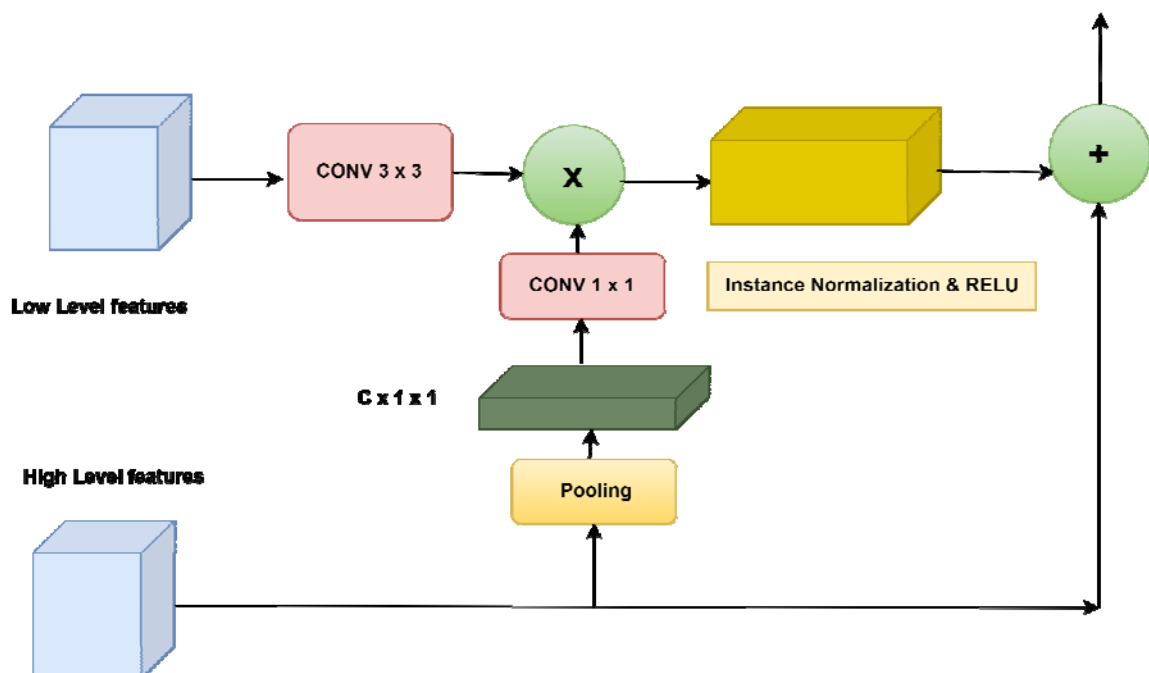 CONV 3 x 3
X
+
CONV 1 x 1
Instance Normalization & RELU
Low Level features
C x 1 x 1
High Level features
Pooling